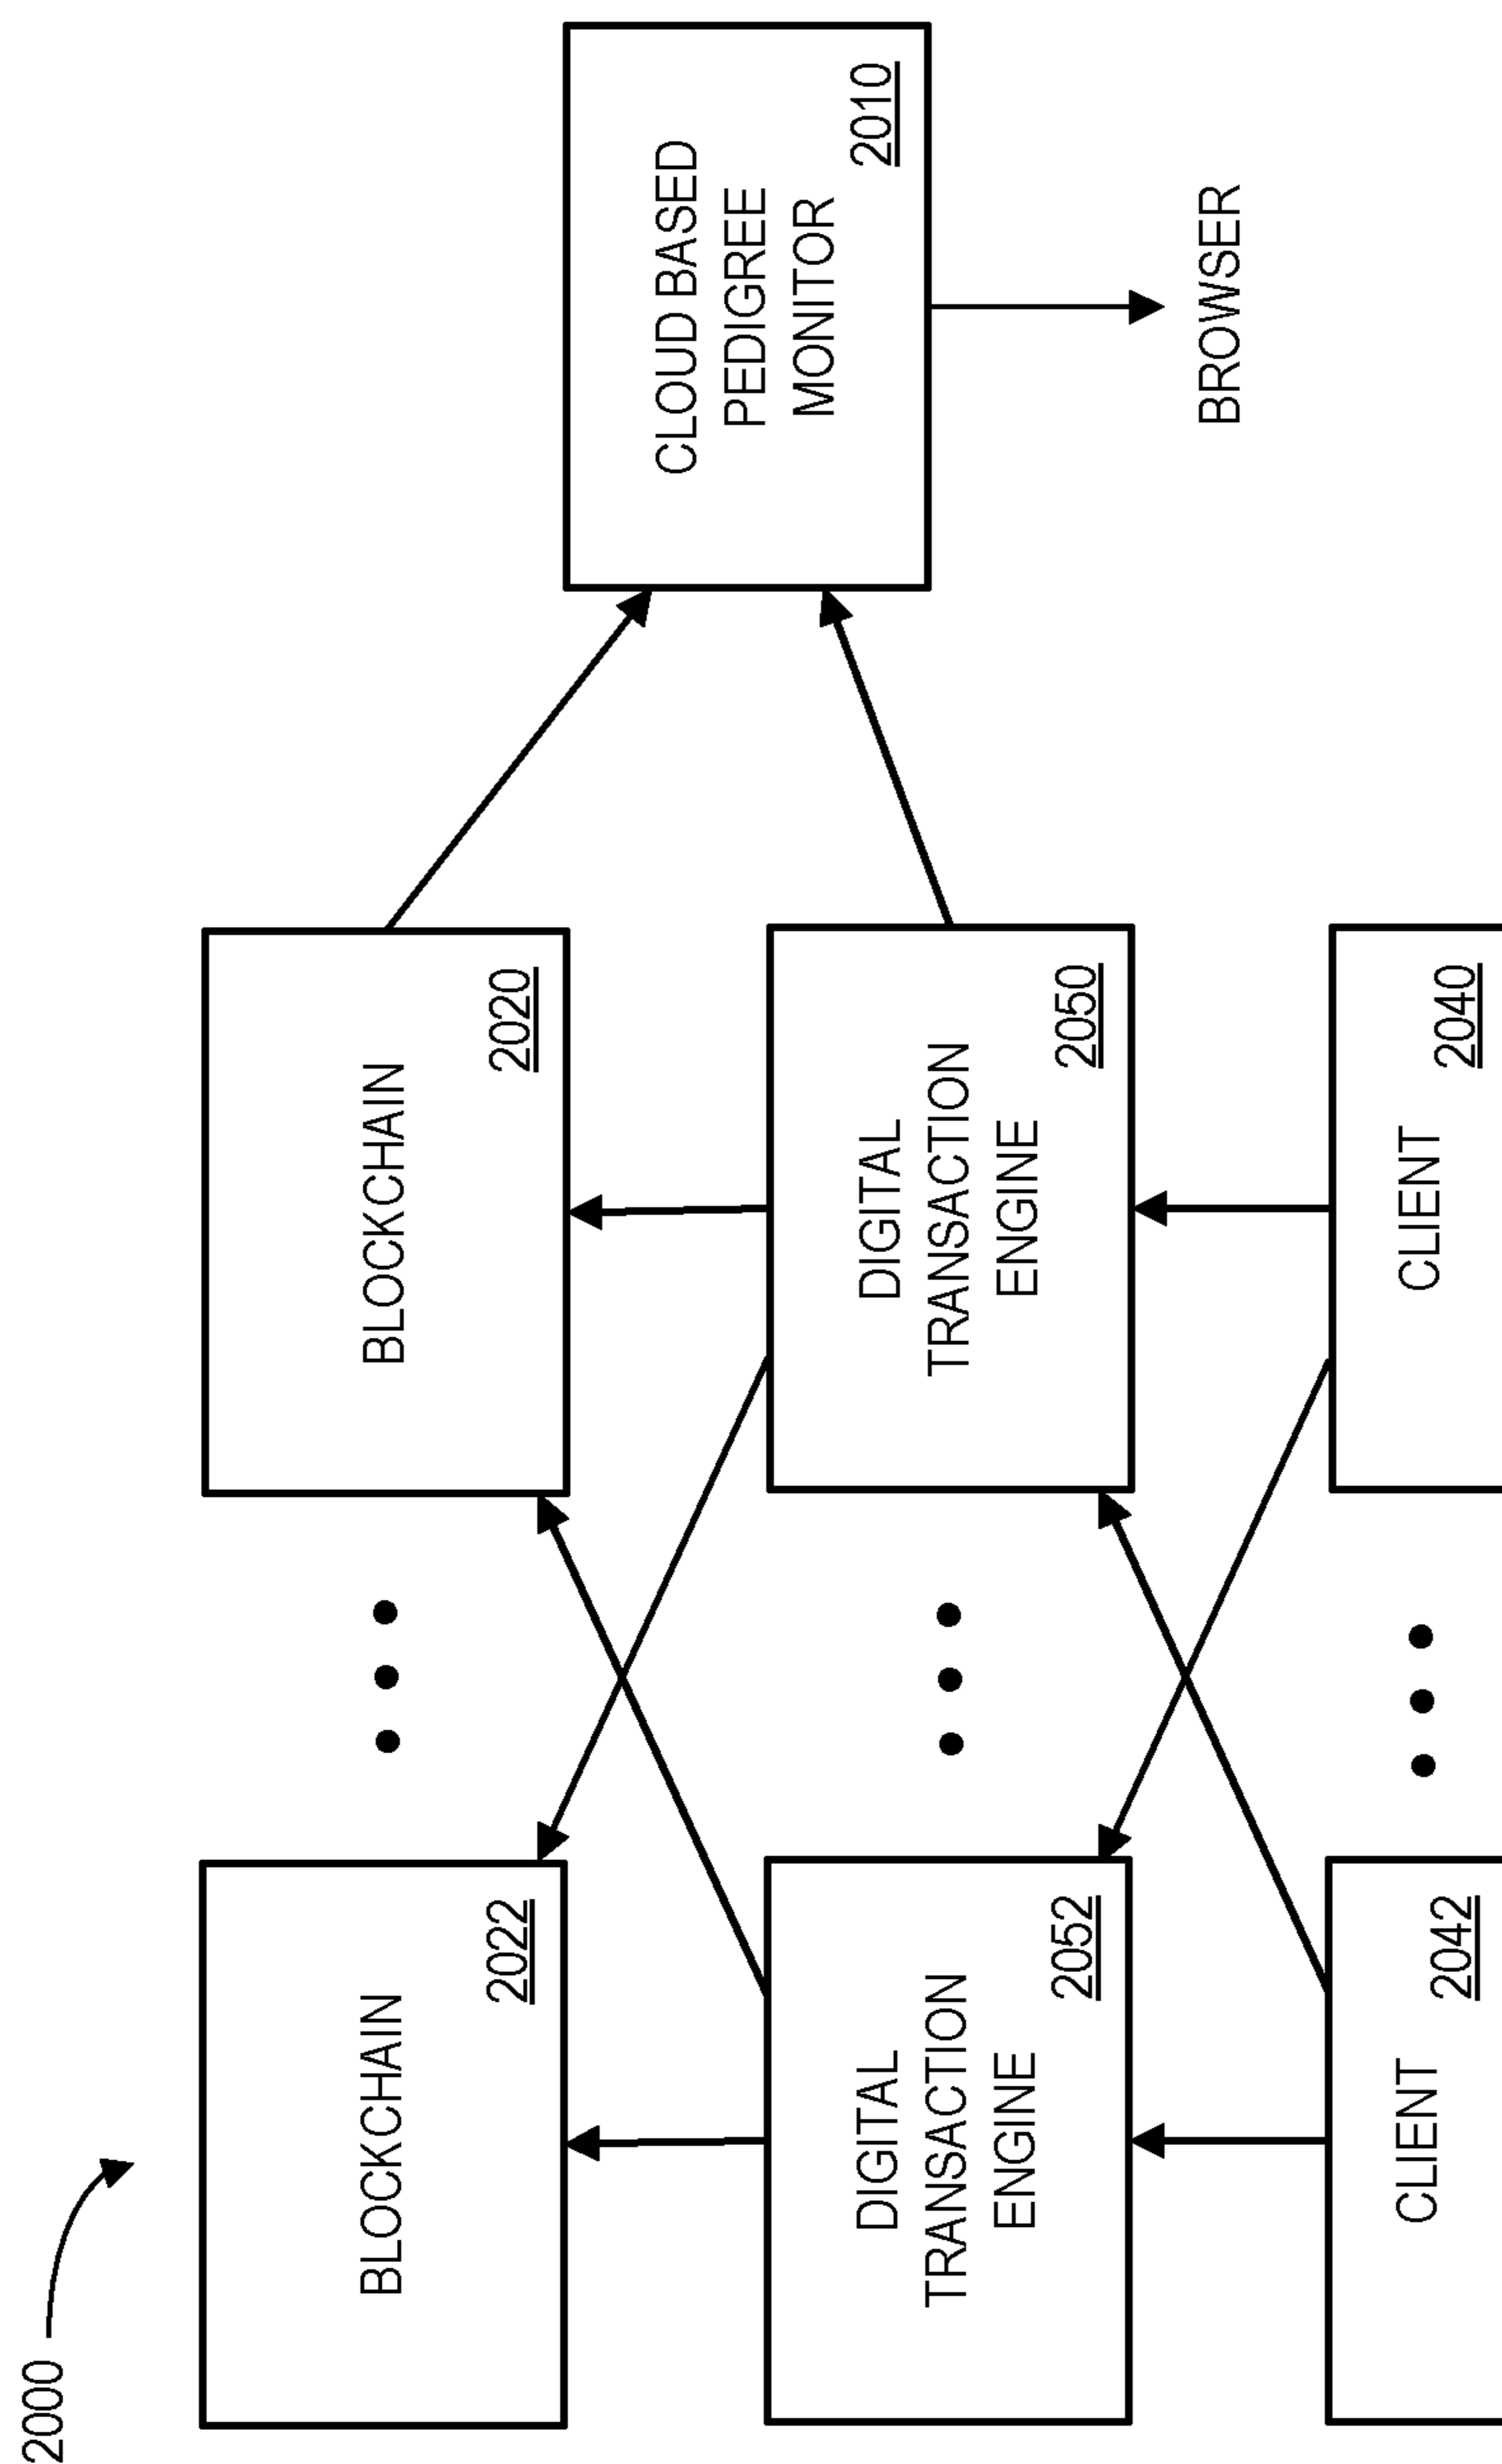 2000
BLOCKCHAIN
2022
BLOCKCHAIN
2020
CLOUD BASED
PEDIGREE
MONITOR
2010
DIGITAL
TRANSACTION
ENGINE
2052
DIGITAL
TRANSACTION
ENGINE
2050
BROWSER
CLIENT
2042
CLIENT
2040